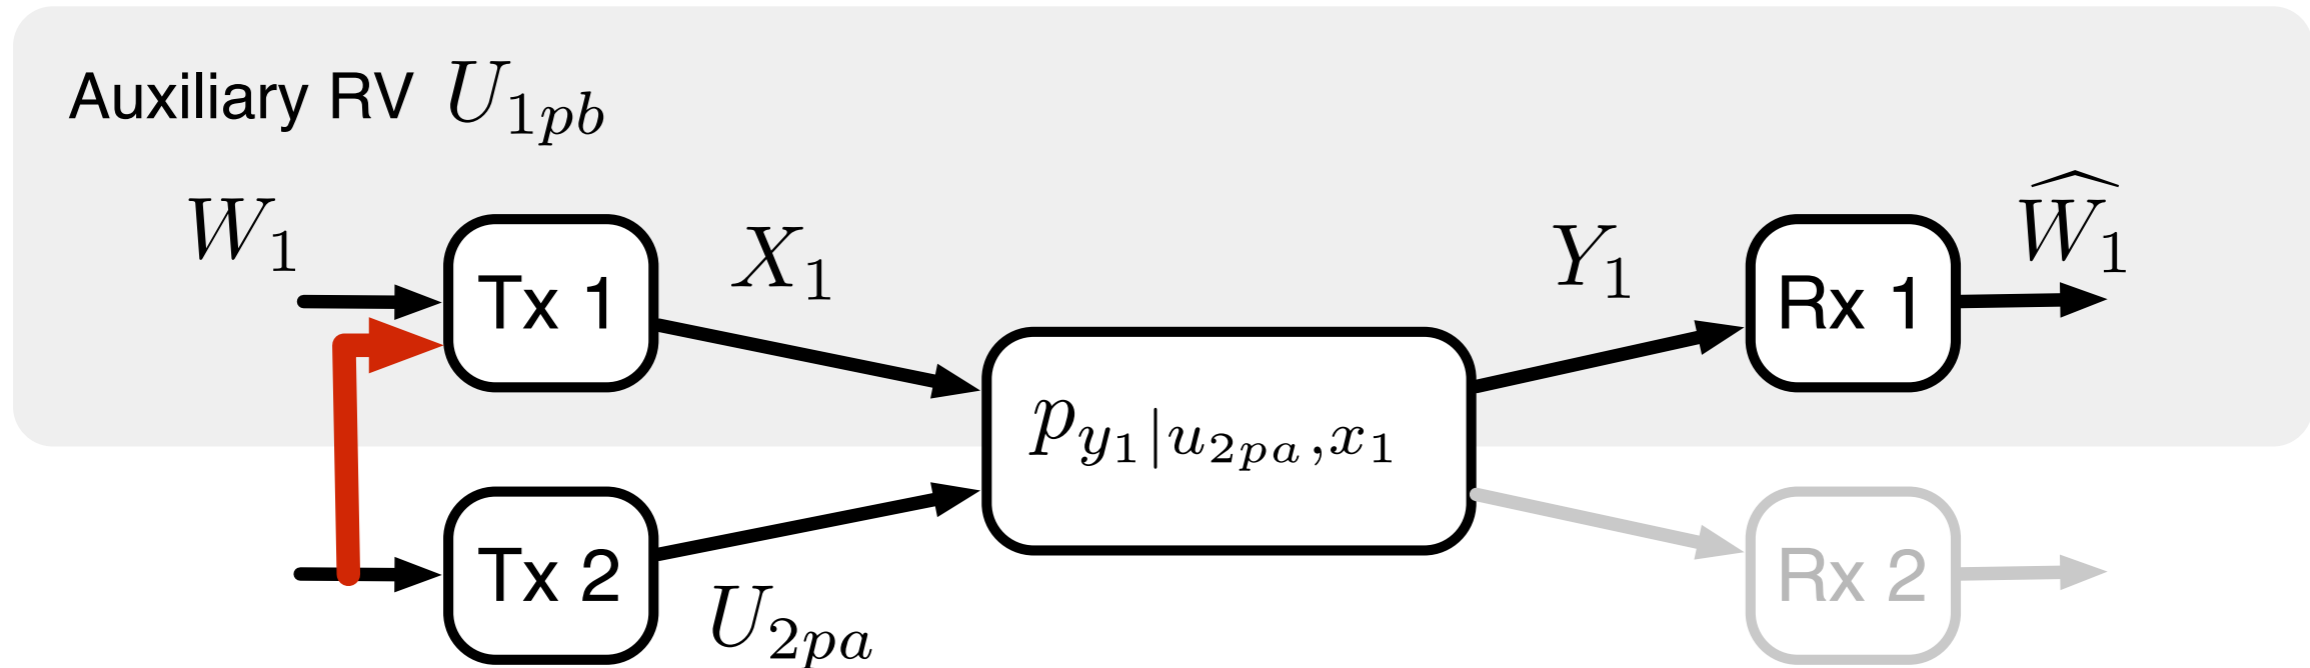 Auxiliary RV U_{1pb}
W_1
X_1
Y_1
\widehat{W_1}
Tx 1
Rx 1
p_{y_1|u_{2pa},x_1}
Tx 2
U_{2pa}
Rx 2